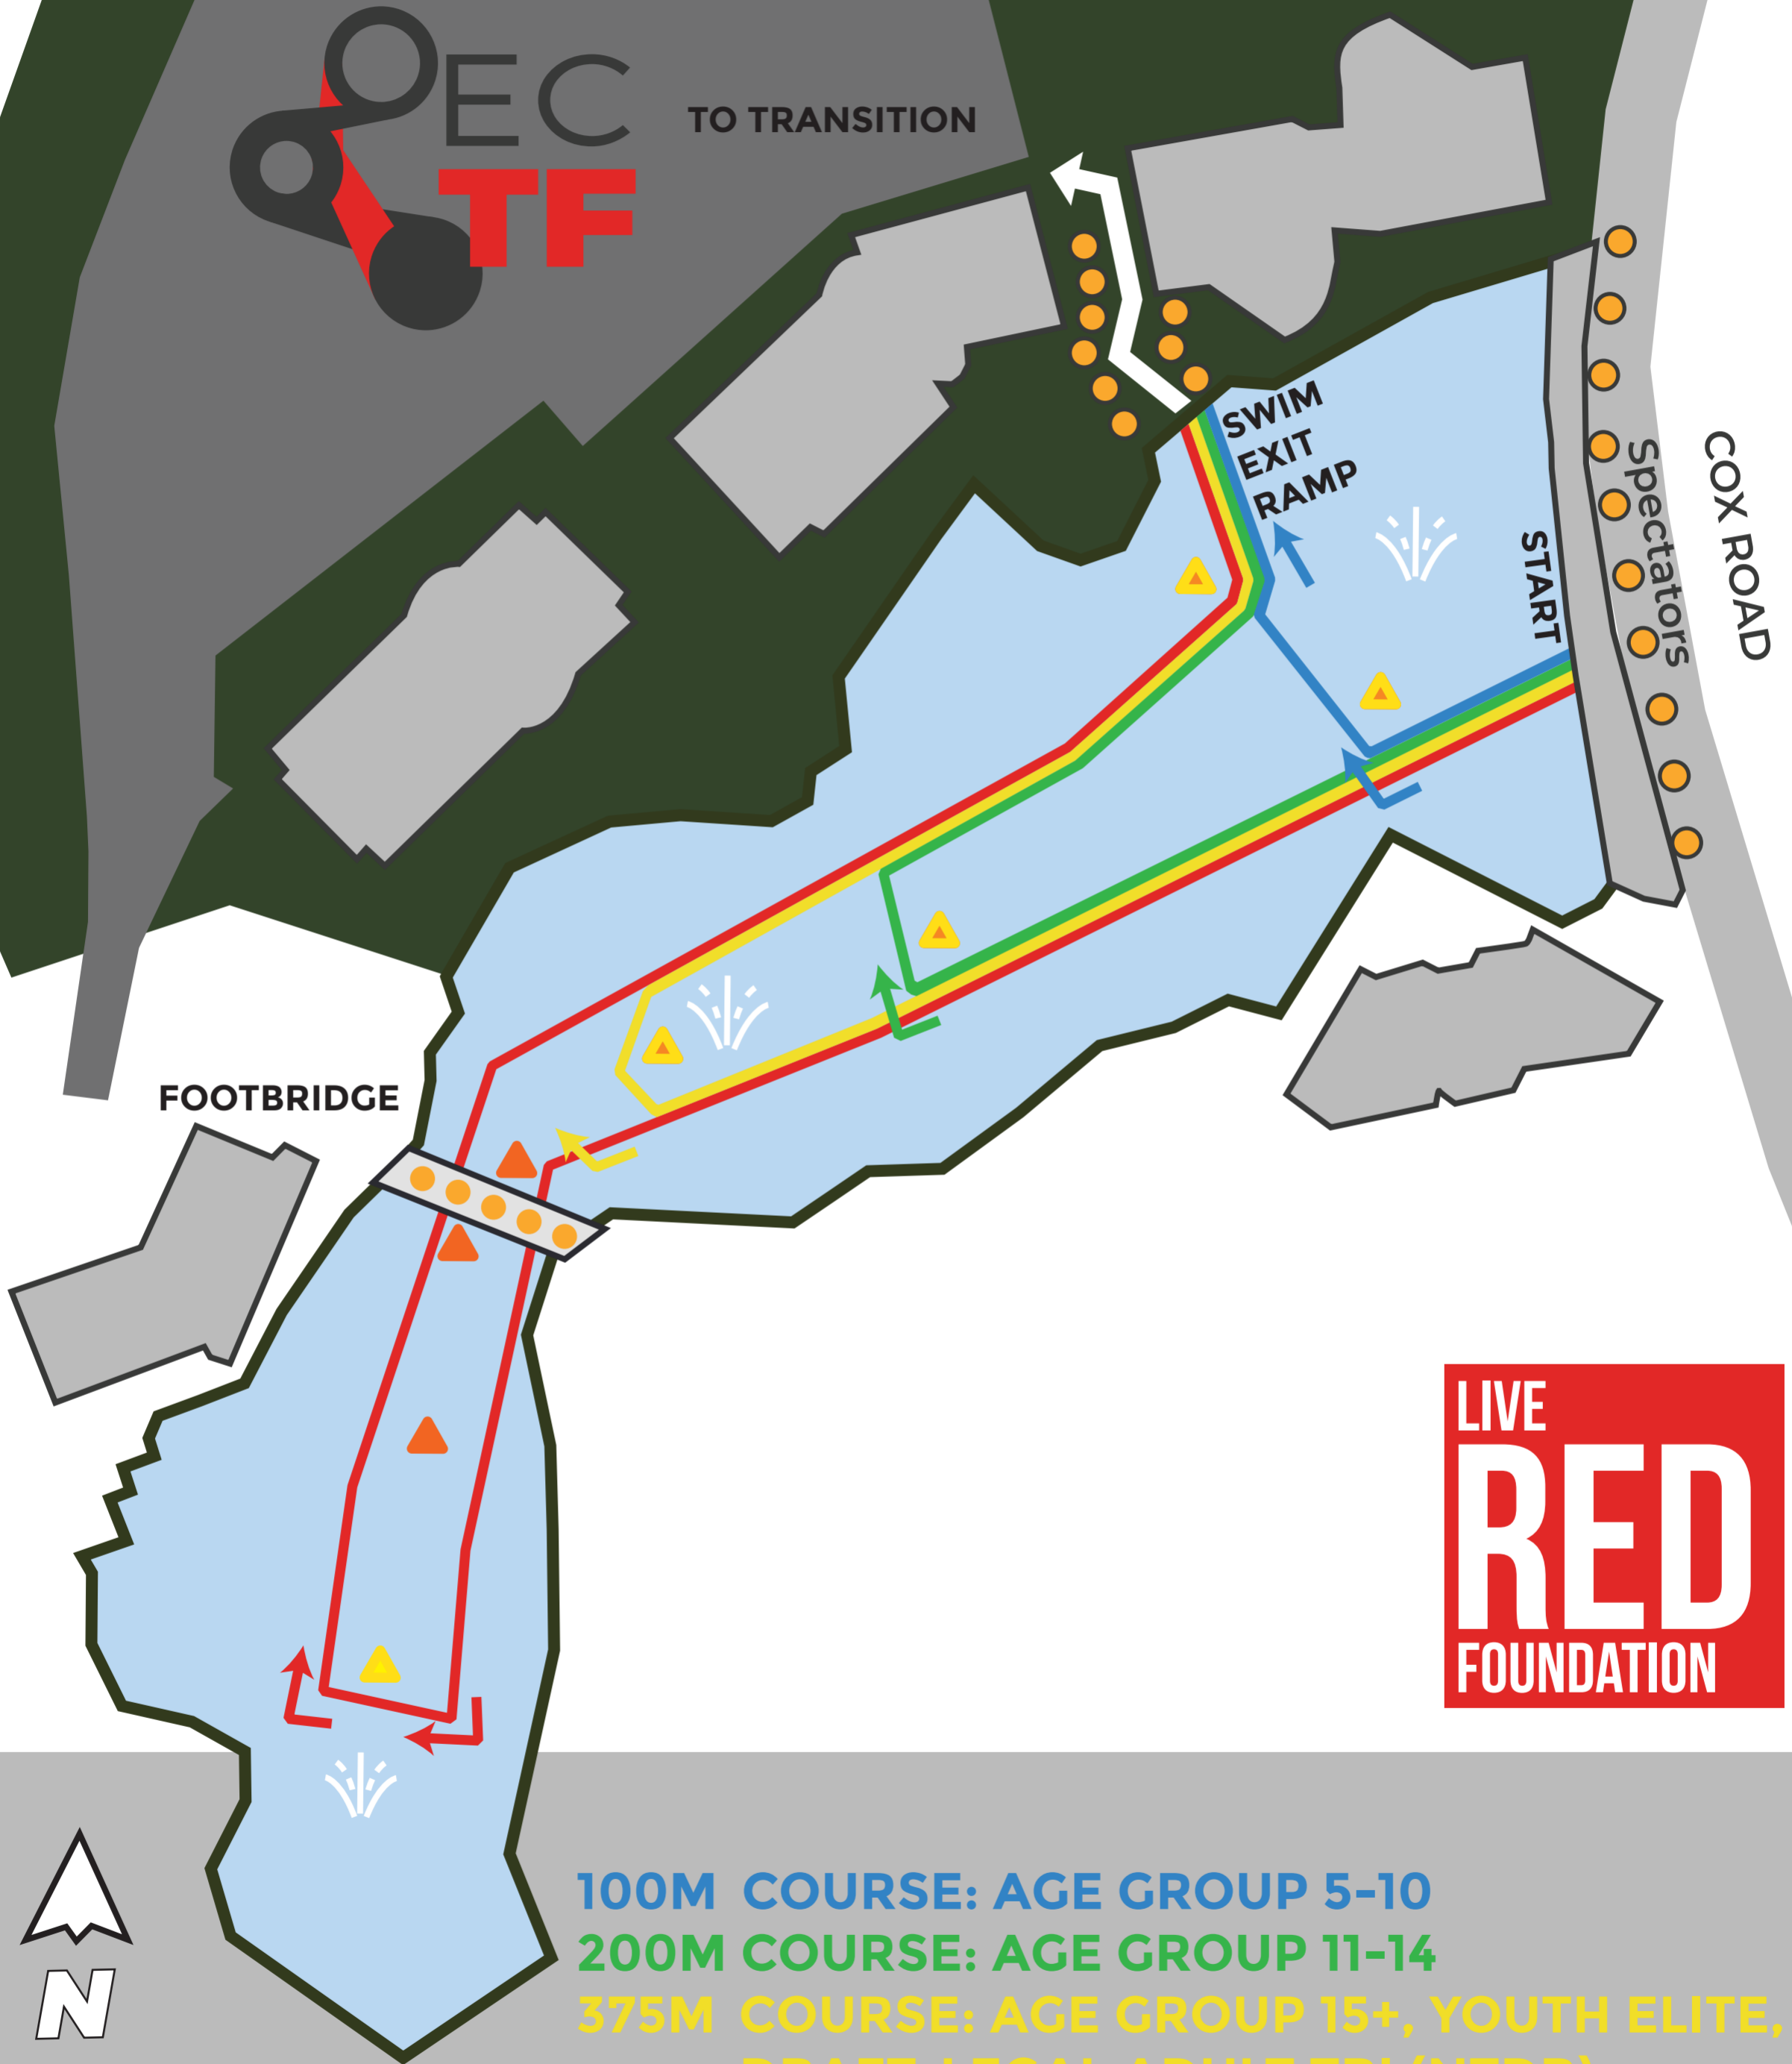 EC
TF
TO TRANSITION
SWIM
EXIT
RAMP
START
Spectators
COX ROAD
FOOTBRIDGE
LIVE
RED
FOUNDATION
N
100M COURSE: AGE GROUP 5-10
200M COURSE: AGE GROUP 11-14
375M COURSE: AGE GROUP 15+, YOUTH ELITE,